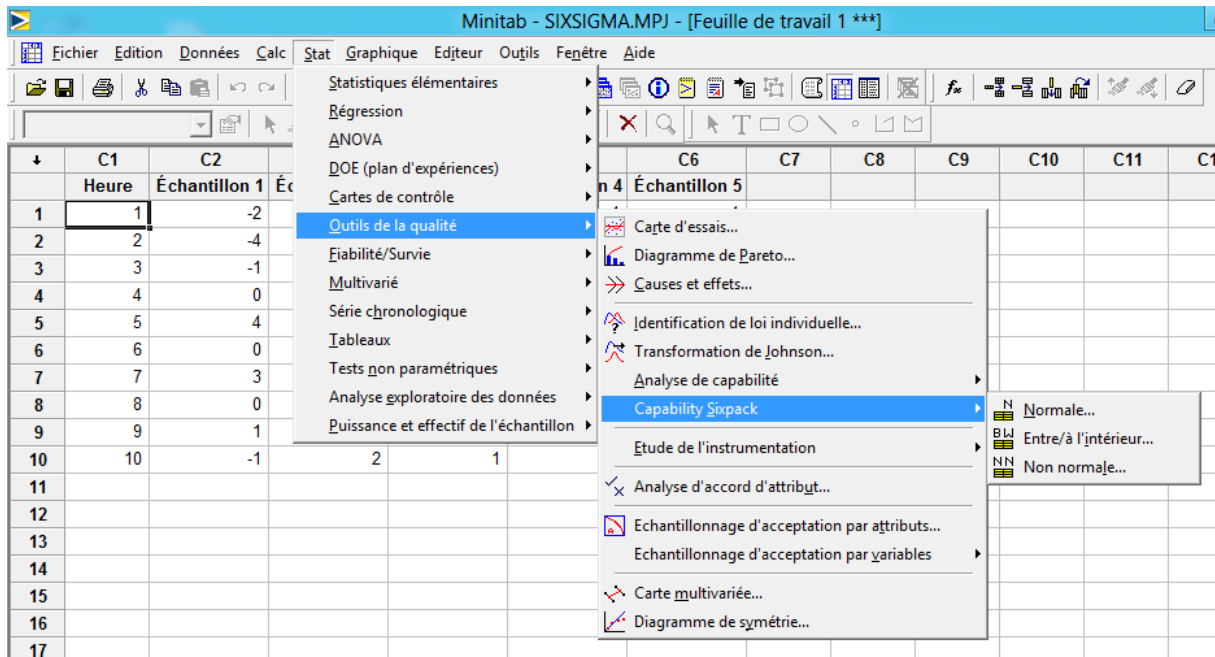 Minitab - SIXSIGMA.MPJ - [Feuille de travail 1 ***]
Fichier Edition Données Calc Stat Graphique Editeur Outils Fenêtre Aide
C1 C2 C6 C7 C8 C9 C10 C11
Heure Échantillon 1 n 4 Échantillon 5
1 1 -2
2 2 -4
3 3 -1
4 4 0
5 5 4
6 6 0
7 7 3
8 8 0
9 9 1
10 10 -1 2 1
11
12
13
14
15
16
17
Statistiques élémentaires
Régression
ANOVA
DOE (plan d'expériences)
Cartes de contrôle
Outils de la qualité
Fiabilité/Survie
Multivarié
Série chronologique
Tableaux
Tests non paramétriques
Analyse exploratoire des données
Puissance et effectif de l'échantillon
Carte d'essais...
Diagramme de Pareto...
Causes et effets...
Identification de loi individuelle...
Transformation de Johnson...
Analyse de capabilité
Capability Sixpack
Etude de l'instrumentation
Analyse d'accord d'attribut...
Echantillonnage d'acceptation par attributs...
Echantillonnage d'acceptation par variables
Carte multivariée...
Diagramme de symétrie...
N Normale...
BW Entre/à l'intérieur...
NN Non normale...